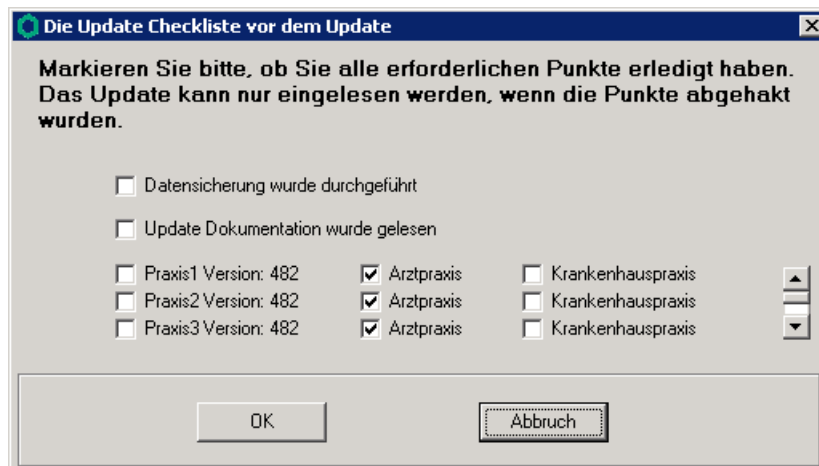 Die Update Checkliste vor dem Update
Markieren Sie bitte, ob Sie alle erforderlichen Punkte erledigt haben.
Das Update kann nur eingelesen werden, wenn die Punkte abgehakt
wurden.
Datensicherung wurde durchgeführt
Update Dokumentation wurde gelesen
Praxis1 Version: 482 Arztpraxis Krankenhauspraxis
Praxis2 Version: 482 Arztpraxis Krankenhauspraxis
Praxis3 Version: 482 Arztpraxis Krankenhauspraxis
OK Abbruch